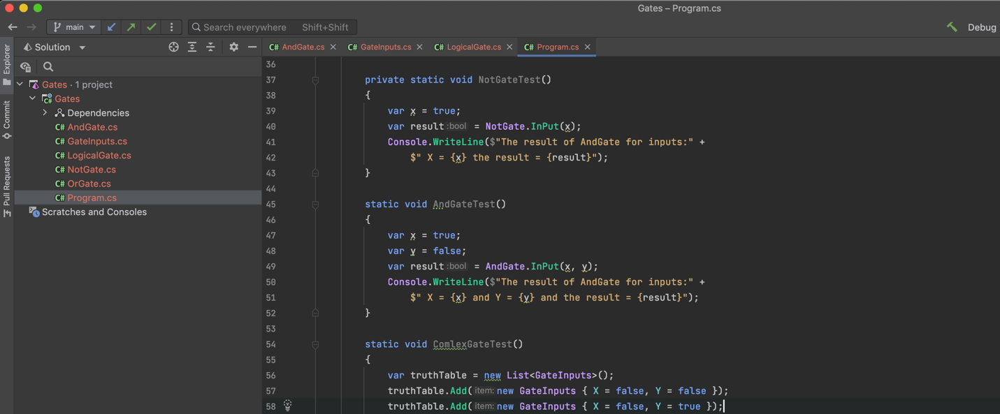 Gates – Program.cs
main
Search everywhere Shift+Shift
Debug
Solution
AndGate.cs
GateInputs.cs
LogicalGate.cs
Program.cs
Explorer
Commit
Pull Requests
Gates · 1 project
C# Gates
Dependencies
C# AndGate.cs
C# GateInputs.cs
C# LogicalGate.cs
C# NotGate.cs
C# OrGate.cs
C# Program.cs
Scratches and Consoles
36
37 private static void NotGateTest()
38 {
39 var x = true;
40 var result :bool = NotGate.InPut(x);
41 Console.WriteLine($"The result of AndGate for inputs:" +
42 $" X = {x} the result = {result}");
43 }
44
45 static void AndGateTest()
46 {
47 var x = true;
48 var y = false;
49 var result :bool = AndGate.InPut(x, y);
50 Console.WriteLine($"The result of AndGate for inputs:" +
51 $" X = {x} and Y = {y} and the result = {result}");
52 }
53
54 static void ComlexGateTest()
55 {
56 var truthTable = new List<GateInputs>();
57 truthTable.Add( item: new GateInputs { X = false, Y = false });
58 truthTable.Add( item: new GateInputs { X = false, Y = true });